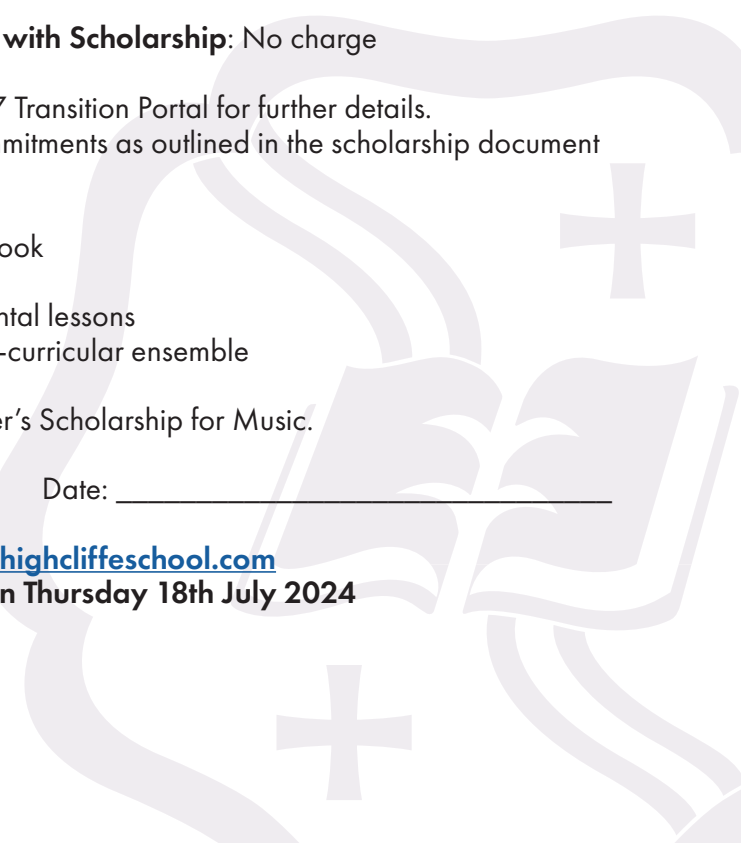 with Scholarship: No charge
7 Transition Portal for further details.
mitments as outlined in the scholarship document
ook
ntal lessons
-curricular ensemble
er’s Scholarship for Music.
Date: _________________________________
highcliffeschool.com
n Thursday 18th July 2024